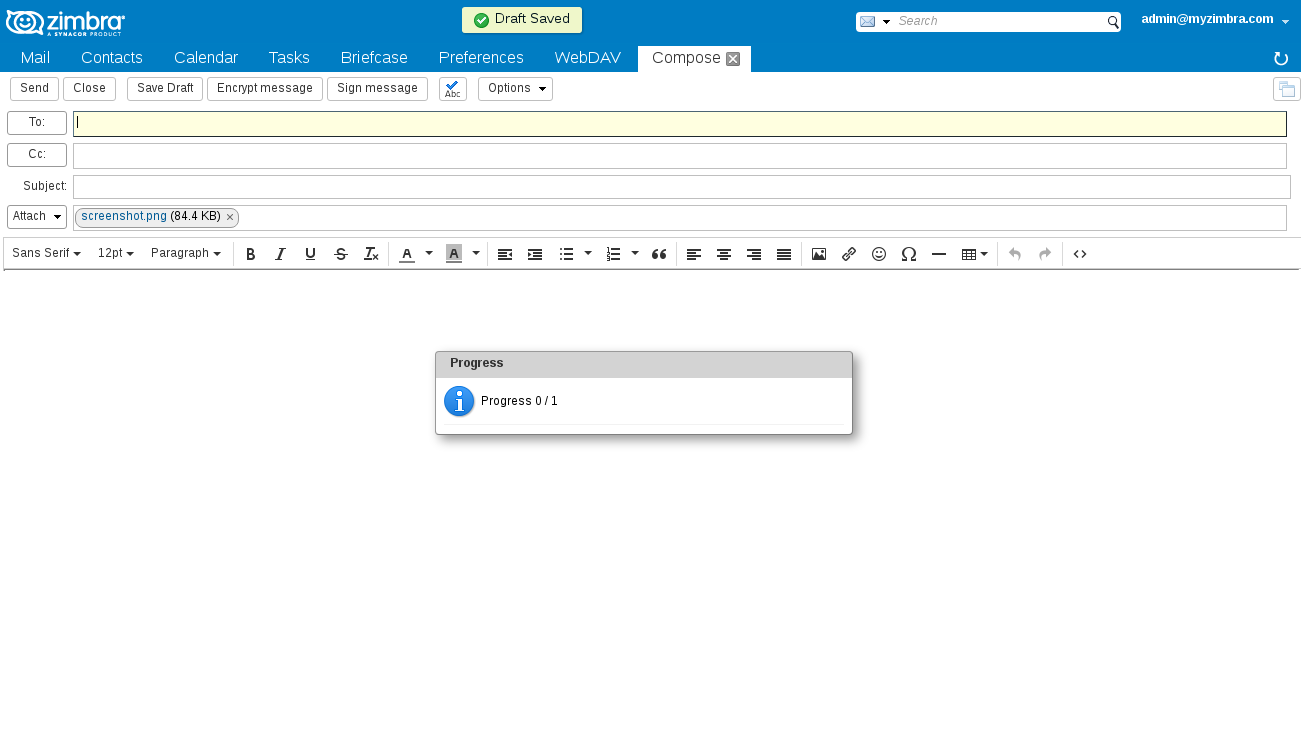 zimbra
A SYNACOR PRODUCT
Draft Saved
Search
admin@myzimbra.com
Mail Contacts Calendar Tasks Briefcase Preferences WebDAV Compose
Send Close Save Draft Encrypt message Sign message Abc Options
To:
Cc:
Subject:
Attach screenshot.png (84.4 KB) ×
Sans Serif 12pt Paragraph B I U S Tx A A Ω
Progress
Progress 0 / 1